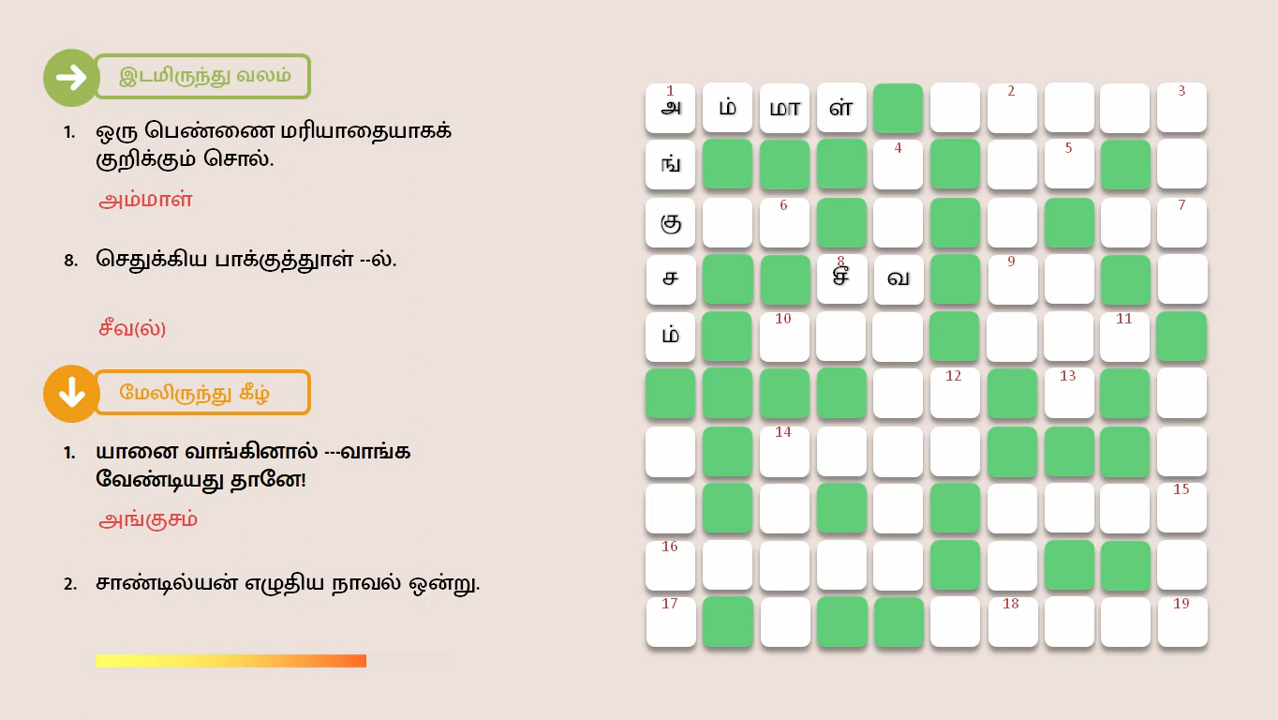 இடமிருந்து வலம்
1. ஒரு பெண்ணை மரியாதையாகக்
குறிக்கும் சொல்.
அம்மாள்
8. செதுக்கிய பாக்குத்துாள் --ல்.
சீவ(ல்)
மேலிருந்து கீழ்
1. யானை வாங்கினால் ---வாங்க
வேண்டியது தானே!
அங்குசம்
2. சாண்டில்யன் எழுதிய நாவல் ஒன்று.
1 2 3
அ ம் மா ள்
4 5
ங்
6 7
கு
8 9
ச சீ வ
10 11
ம்
12 13
14
15
16
17 18 19